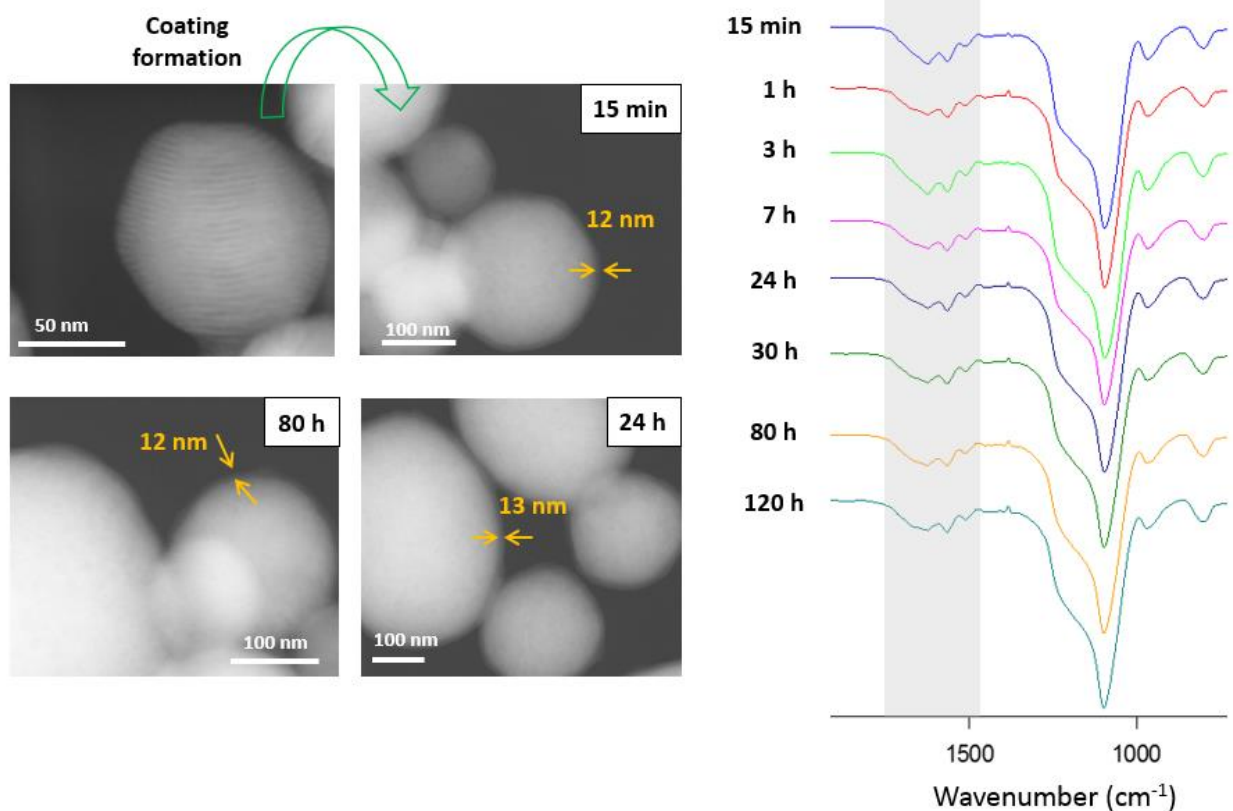 Coating
formation
50 nm
15 min
12 nm
100 nm
80 h
12 nm
100 nm
24 h
13 nm
100 nm
15 min
1 h
3 h
7 h
24 h
30 h
80 h
120 h
1500
1000
Wavenumber (cm⁻¹)